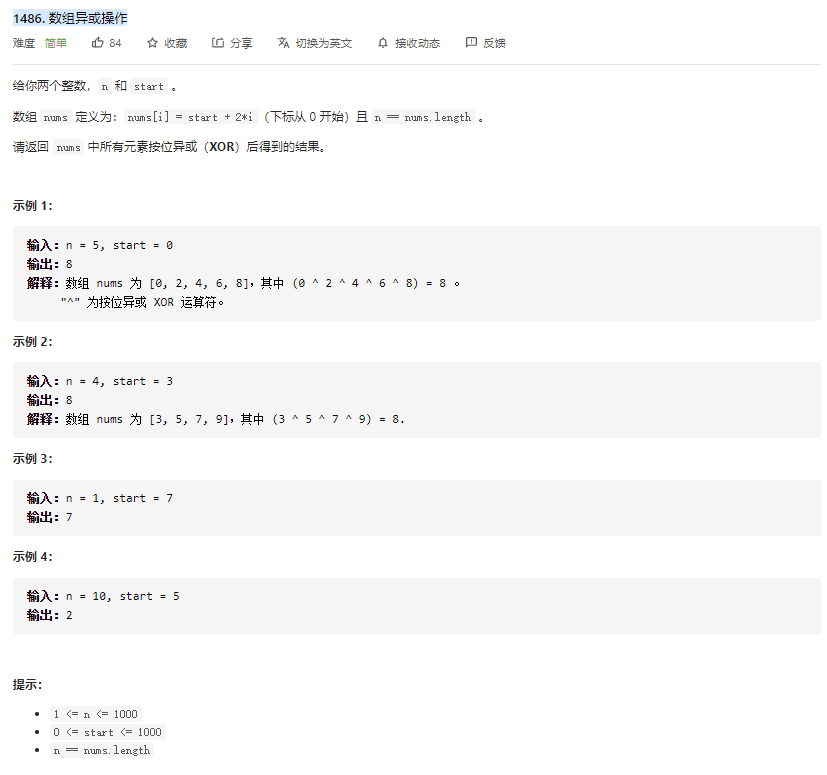 1486. 数组异或操作
难度 简单 84 收藏 分享 切换为英文 接收动态 反馈
给你两个整数，n 和 start 。
数组 nums 定义为：nums[i] = start + 2*i（下标从 0 开始）且 n == nums.length 。
请返回 nums 中所有元素按位异或（XOR）后得到的结果。
示例 1：
输入：n = 5, start = 0
输出：8
解释：数组 nums 为 [0, 2, 4, 6, 8]，其中 (0 ^ 2 ^ 4 ^ 6 ^ 8) = 8 。
"^" 为按位异或 XOR 运算符。
示例 2：
输入：n = 4, start = 3
输出：8
解释：数组 nums 为 [3, 5, 7, 9]，其中 (3 ^ 5 ^ 7 ^ 9) = 8.
示例 3：
输入：n = 1, start = 7
输出：7
示例 4：
输入：n = 10, start = 5
输出：2
提示：
• 1 <= n <= 1000
• 0 <= start <= 1000
• n == nums.length